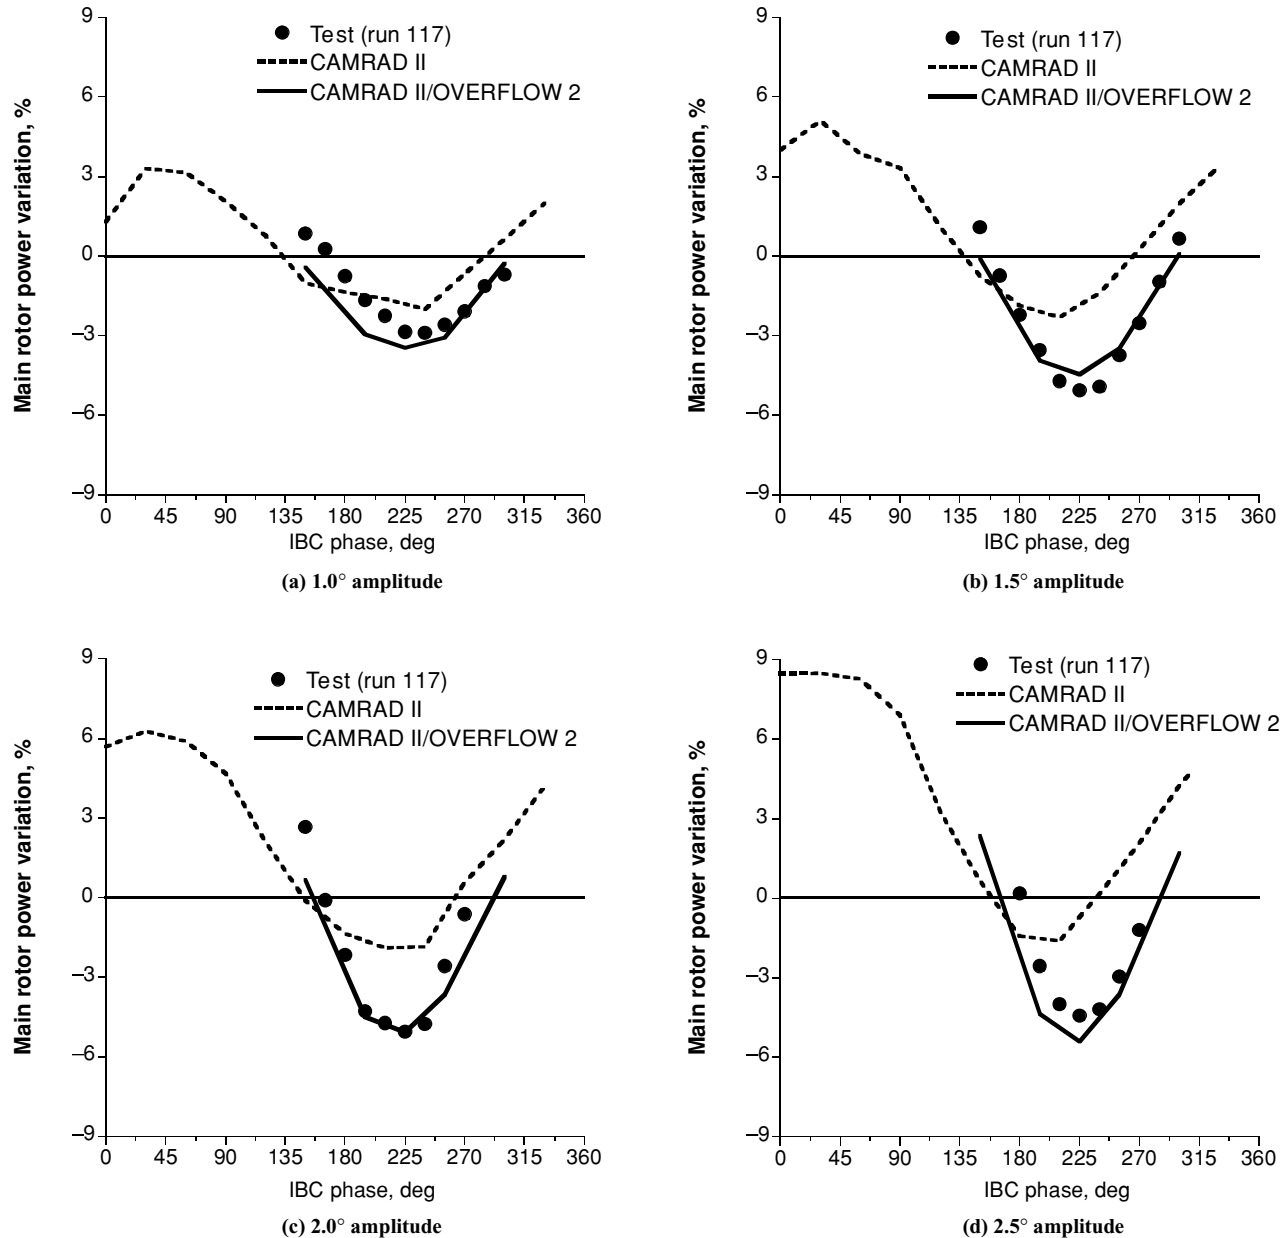 Main rotor power variation, %
9
6
3
0
−3
−6
−9
Test (run 117)
CAMRAD II
CAMRAD II/OVERFLOW 2
0 45 90 135 180 225 270 315 360
IBC phase, deg
(a) 1.0° amplitude
Main rotor power variation, %
9
6
3
0
−3
−6
−9
Test (run 117)
CAMRAD II
CAMRAD II/OVERFLOW 2
0 45 90 135 180 225 270 315 360
IBC phase, deg
(b) 1.5° amplitude
Main rotor power variation, %
9
6
3
0
−3
−6
−9
Test (run 117)
CAMRAD II
CAMRAD II/OVERFLOW 2
0 45 90 135 180 225 270 315 360
IBC phase, deg
(c) 2.0° amplitude
Main rotor power variation, %
9
6
3
0
−3
−6
−9
Test (run 117)
CAMRAD II
CAMRAD II/OVERFLOW 2
0 45 90 135 180 225 270 315 360
IBC phase, deg
(d) 2.5° amplitude